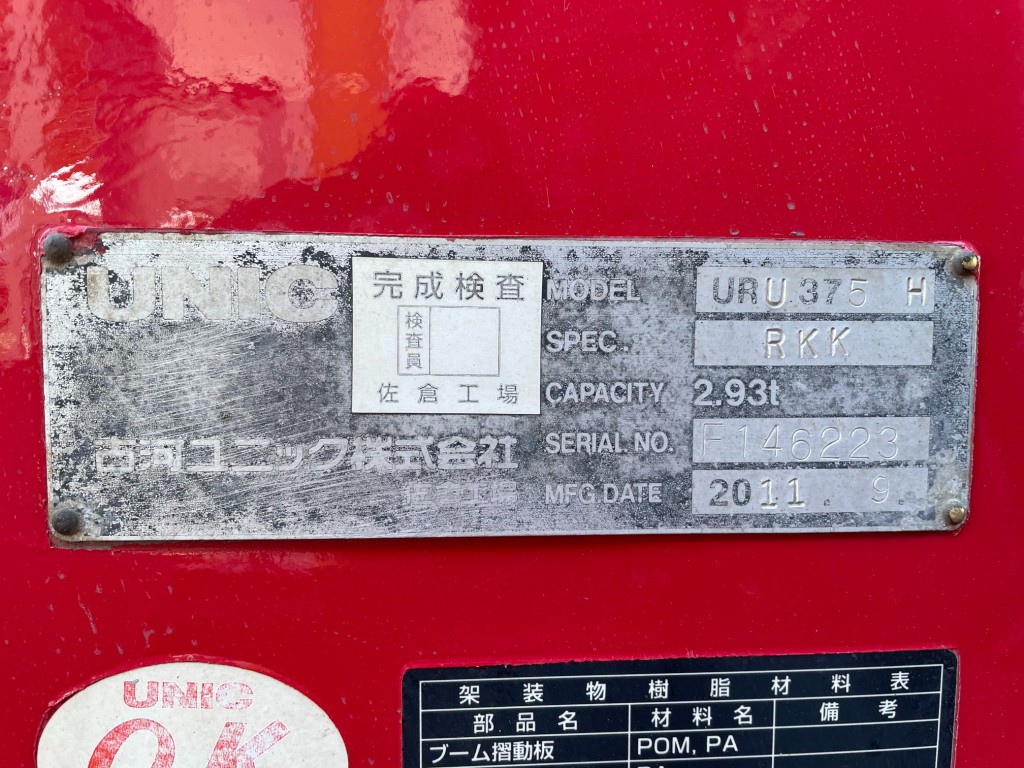 UNIC
完成検査
検査員
佐倉工場
古河ユニック株式会社
佐倉工場
MODEL URU 375 H
SPEC. RKK
CAPACITY 2.93t
SERIAL NO. F146223
MFG.DATE 2011. 9.
UNIC
OK
架装物樹脂材料表
部品名 材料名 備考
ブーム摺動板 POM, PA